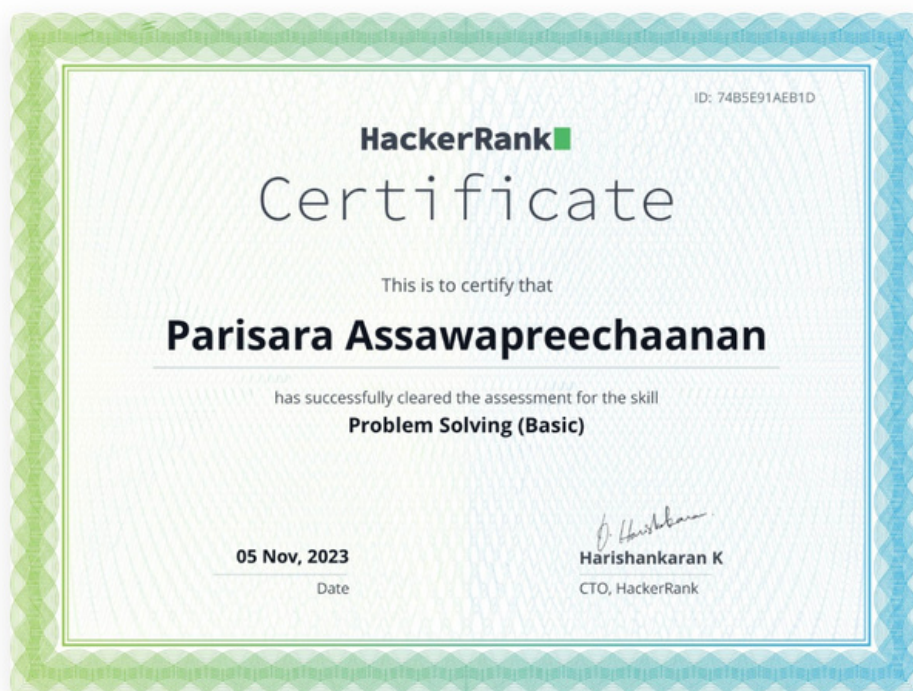 ID: 74B5E91AEB1D
HackerRank
Certificate
This is to certify that
Parisara Assawapreechaanan
has successfully cleared the assessment for the skill
Problem Solving (Basic)
05 Nov, 2023
Date
Harishankaran K
CTO, HackerRank